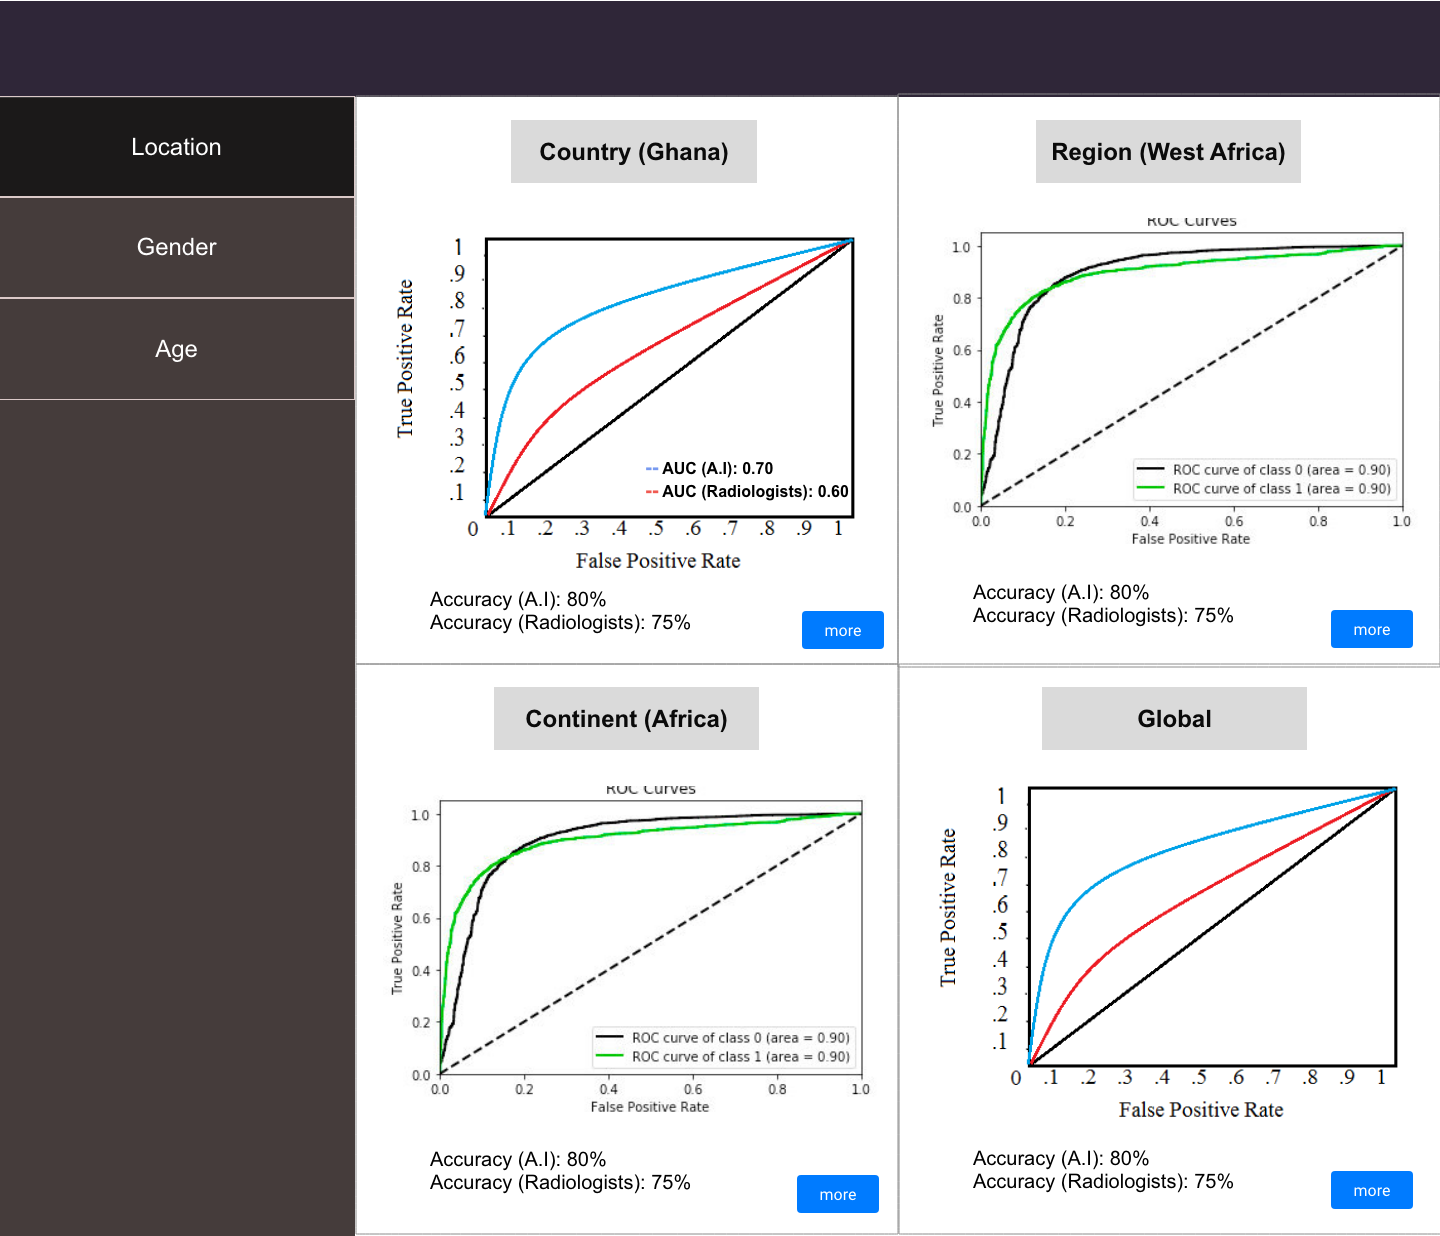 Location
Gender
Age
Country (Ghana)
1
.9
.8
.7
.6
.5
.4
.3
.2
.1
True Positive Rate
AUC (A.I): 0.70
AUC (Radiologists): 0.60
0 .1 .2 .3 .4 .5 .6 .7 .8 .9 1
False Positive Rate
Accuracy (A.I): 80%
Accuracy (Radiologists): 75%
more
Region (West Africa)
ROC Curves
1.0
0.8
0.6
0.4
0.2
0.0
True Positive Rate
ROC curve of class 0 (area = 0.90)
ROC curve of class 1 (area = 0.90)
0.0 0.2 0.4 0.6 0.8 1.0
False Positive Rate
Accuracy (A.I): 80%
Accuracy (Radiologists): 75%
more
Continent (Africa)
ROC Curves
1.0
0.8
0.6
0.4
0.2
0.0
True Positive Rate
ROC curve of class 0 (area = 0.90)
ROC curve of class 1 (area = 0.90)
0.0 0.2 0.4 0.6 0.8 1.0
False Positive Rate
Accuracy (A.I): 80%
Accuracy (Radiologists): 75%
more
Global
1
.9
.8
.7
.6
.5
.4
.3
.2
.1
True Positive Rate
0 .1 .2 .3 .4 .5 .6 .7 .8 .9 1
False Positive Rate
Accuracy (A.I): 80%
Accuracy (Radiologists): 75%
more